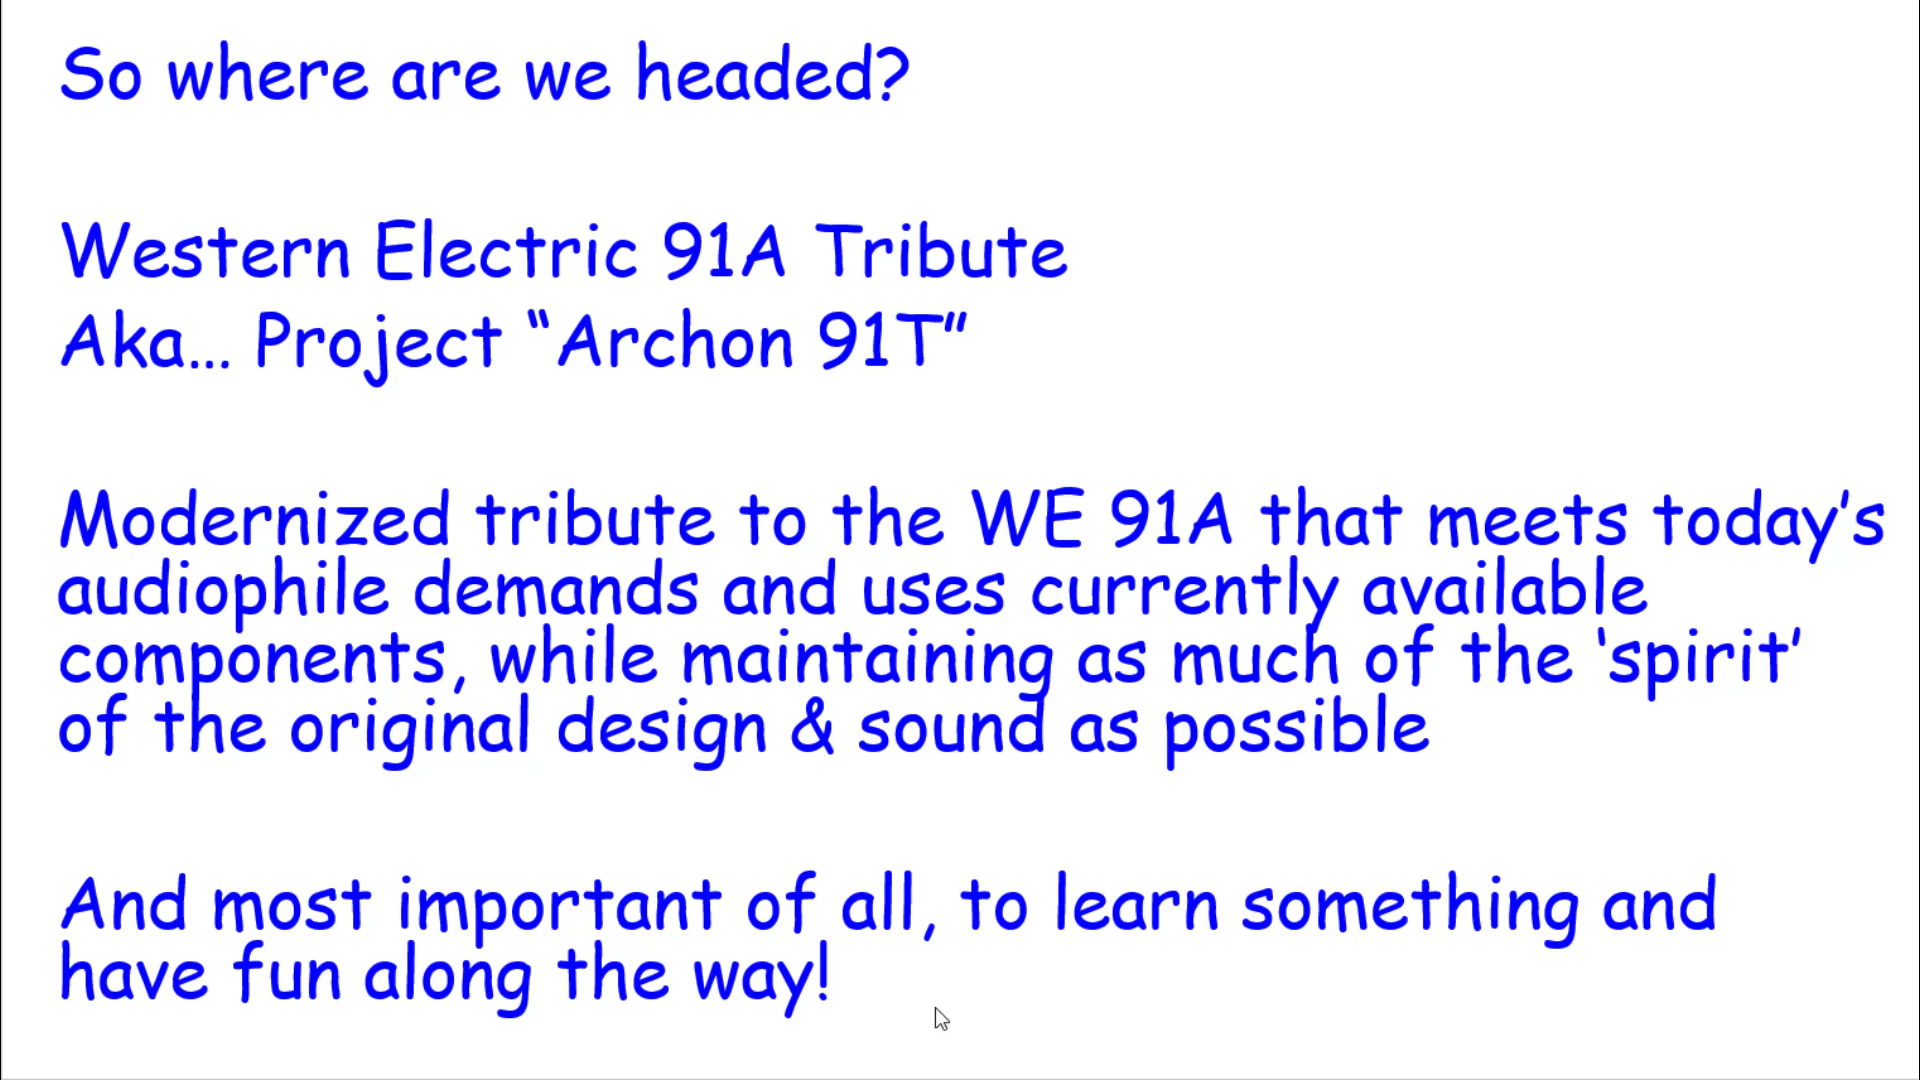 So where are we headed?
Western Electric 91A Tribute
Aka... Project “Archon 91T”
Modernized tribute to the WE 91A that meets today’s
audiophile demands and uses currently available
components, while maintaining as much of the ‘spirit’
of the original design & sound as possible
And most important of all, to learn something and
have fun along the way!